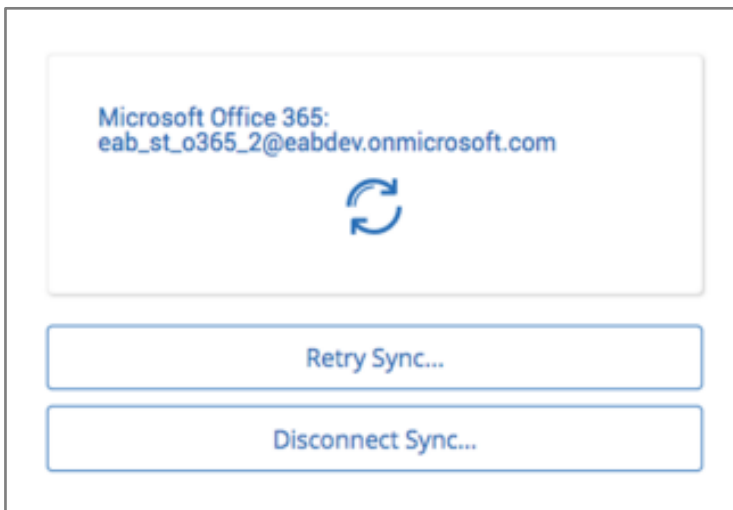 Microsoft Office 365:
eab_st_o365_2@eabdev.onmicrosoft.com
Retry Sync...
Disconnect Sync...